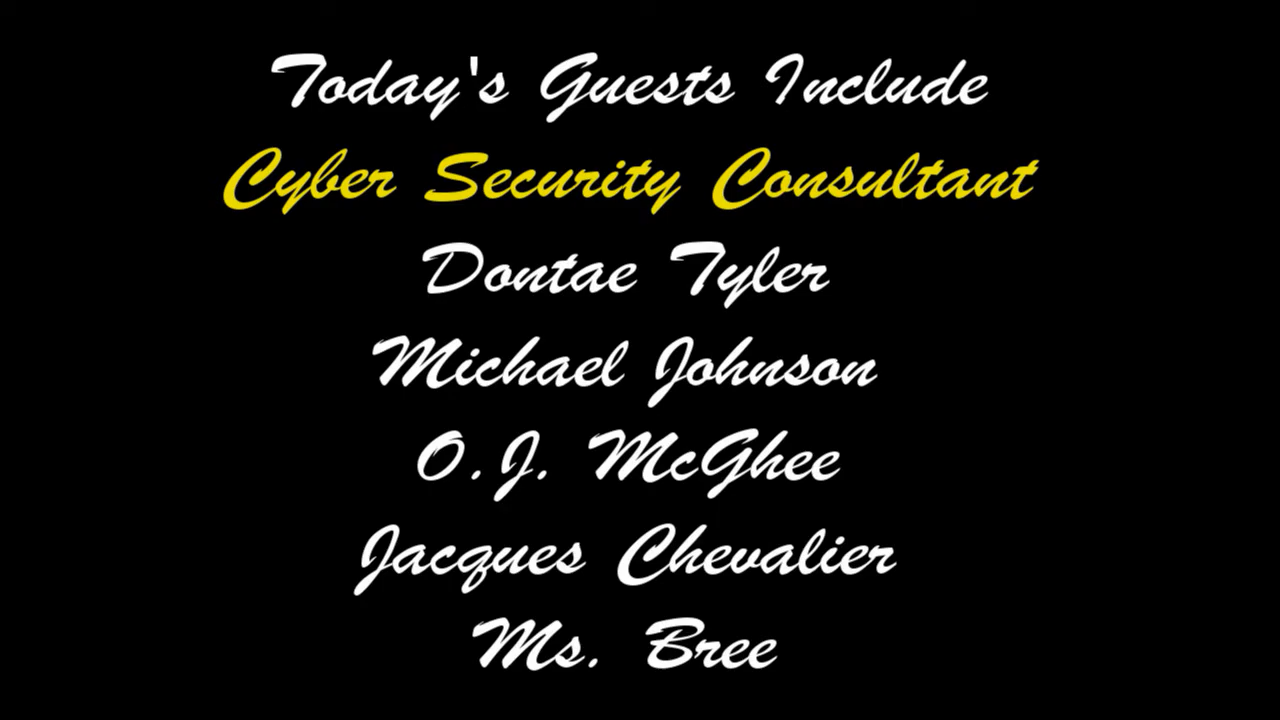 Today's Guests Include
Cyber Security Consultant
Dontae Tyler
Michael Johnson
O.J. McGhee
Jacques Chevalier
Ms. Bree